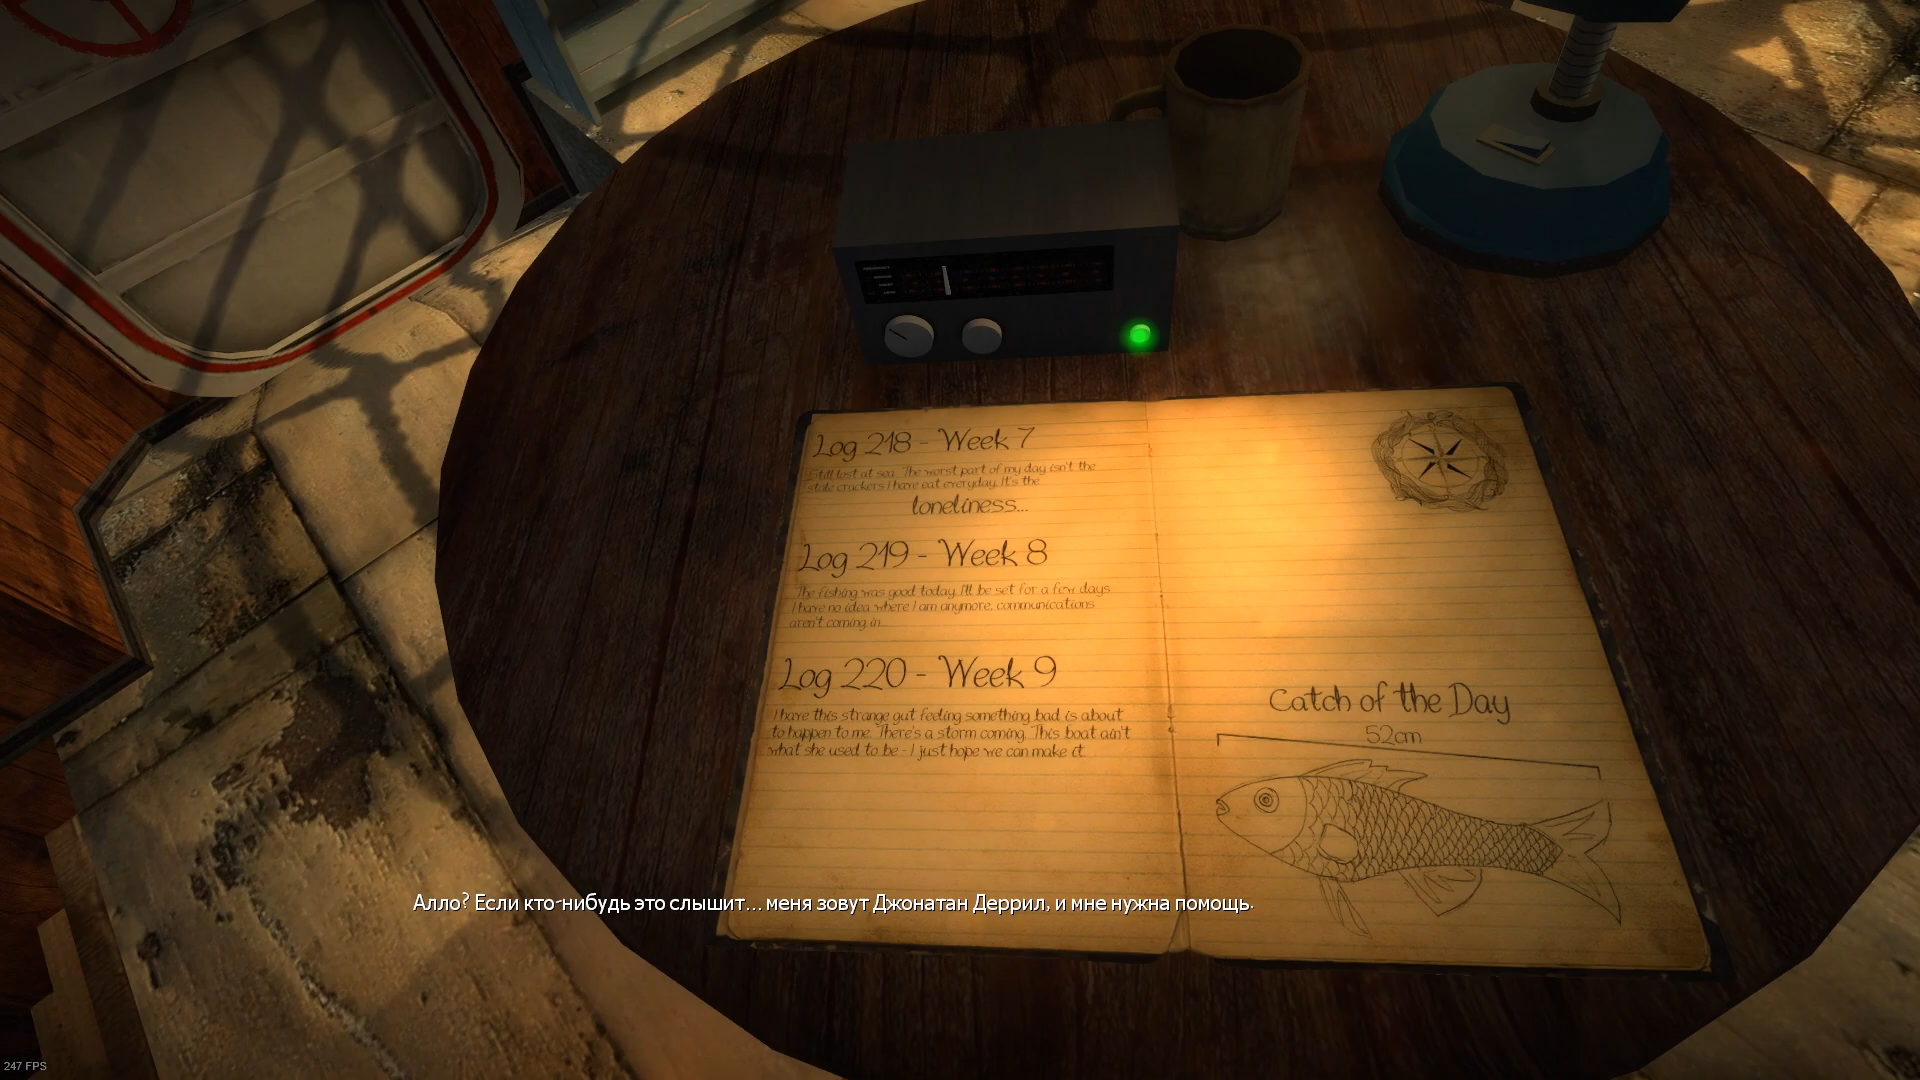 Log 218 - Week 7
Still lost at sea. The worst part of my day isn't the
stale crackers I have eat everyday. It's the
loneliness...
Log 219 - Week 8
The fishing was good today. I'll be set for a few days
I have no idea where I am anymore, communications
aren't coming in...
Log 220 - Week 9
I have this strange gut feeling something bad is about
to happen to me. There's a storm coming. This boat ain't
what she used to be - I just hope we can make it.
Catch of the Day
52cm
Алло? Если кто-нибудь это слышит... меня зовут Джонатан Деррил, и мне нужна помощь.
247 FPS